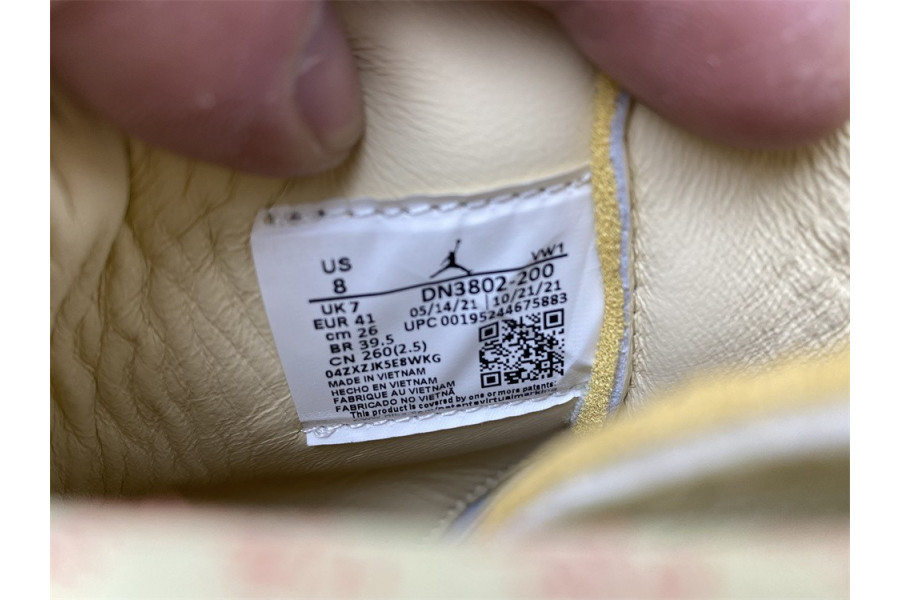 US
8
UK 7
EUR 41
cm 26
BR 39.5
CN 260(2.5)
04ZXZJK5E8WKG
VW1
DN3802-200
05/14/21 | 10/21/21
UPC 00195244675883
MADE IN VIETNAM
HECHO EN VIETNAM
FABRIQUE AU VIETNAM
FABRICADO NO VIETNÃ
This product is covered by one or more patents:
/patentsvirtualmarking